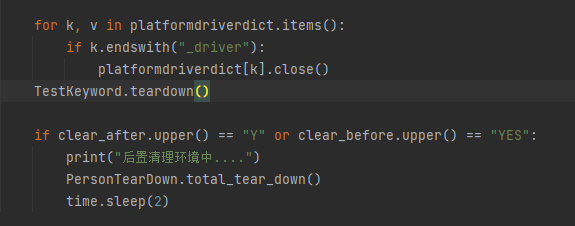 for k, v in platformdriverdict.items():
if k.endswith("_driver"):
platformdriverdict[k].close()
TestKeyword.teardown()
if clear_after.upper() == "Y" or clear_before.upper() == "YES":
print("后置清理环境中....")
PersonTearDown.total_tear_down()
time.sleep(2)